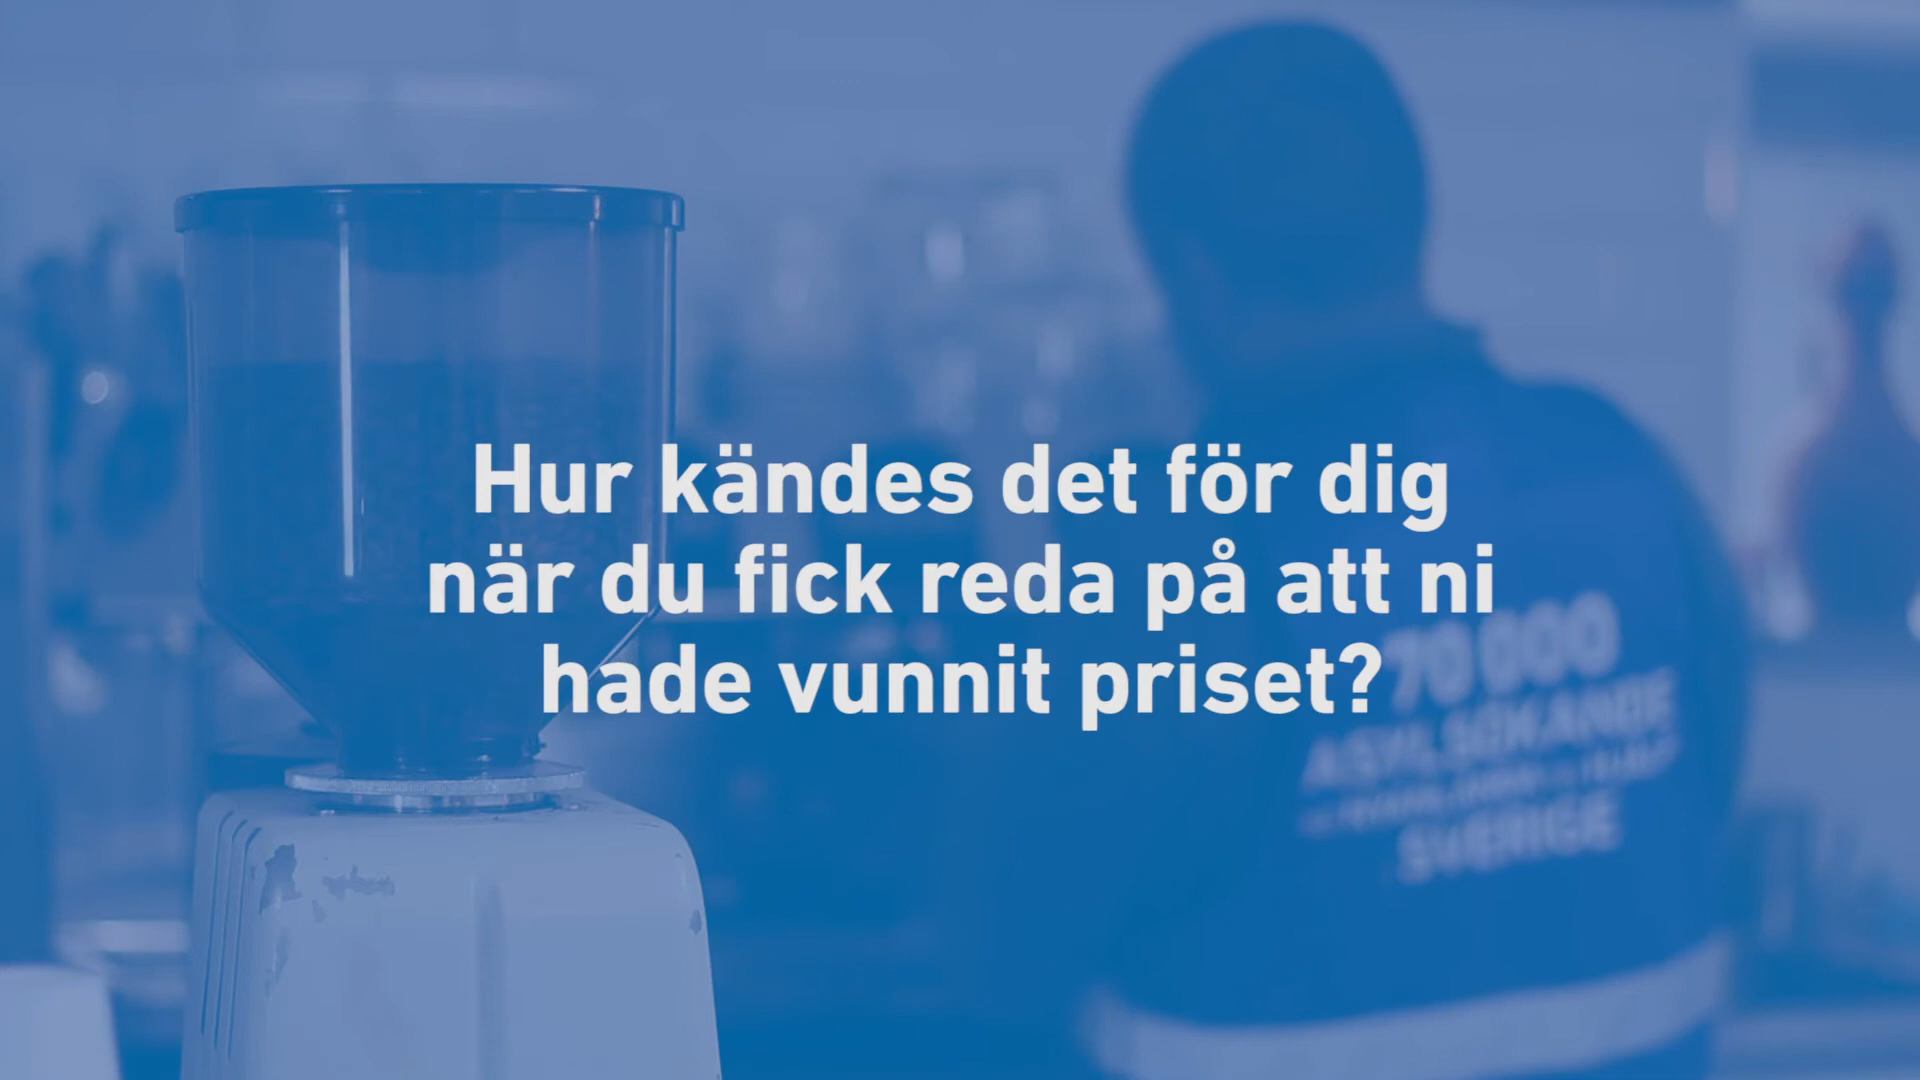 Hur kändes det för dig
när du fick reda på att ni
hade vunnit priset?
70 000
ASYLSÖKANDE
SVERIGE